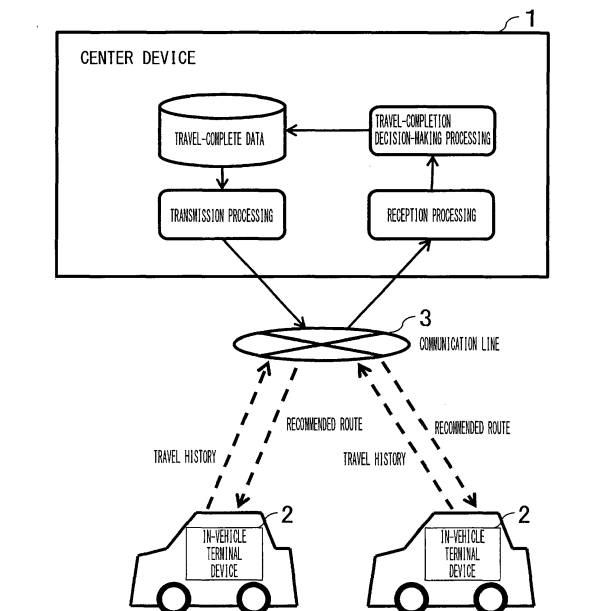 1
CENTER DEVICE
TRAVEL-COMPLETE DATA
TRAVEL-COMPLETION
DECISION-MAKING PROCESSING
TRANSMISSION PROCESSING
RECEPTION PROCESSING
3
COMMUNICATION LINE
RECOMMENDED ROUTE
RECOMMENDED ROUTE
TRAVEL HISTORY
TRAVEL HISTORY
2
2
IN-VEHICLE
TERMINAL
DEVICE
IN-VEHICLE
TERMINAL
DEVICE